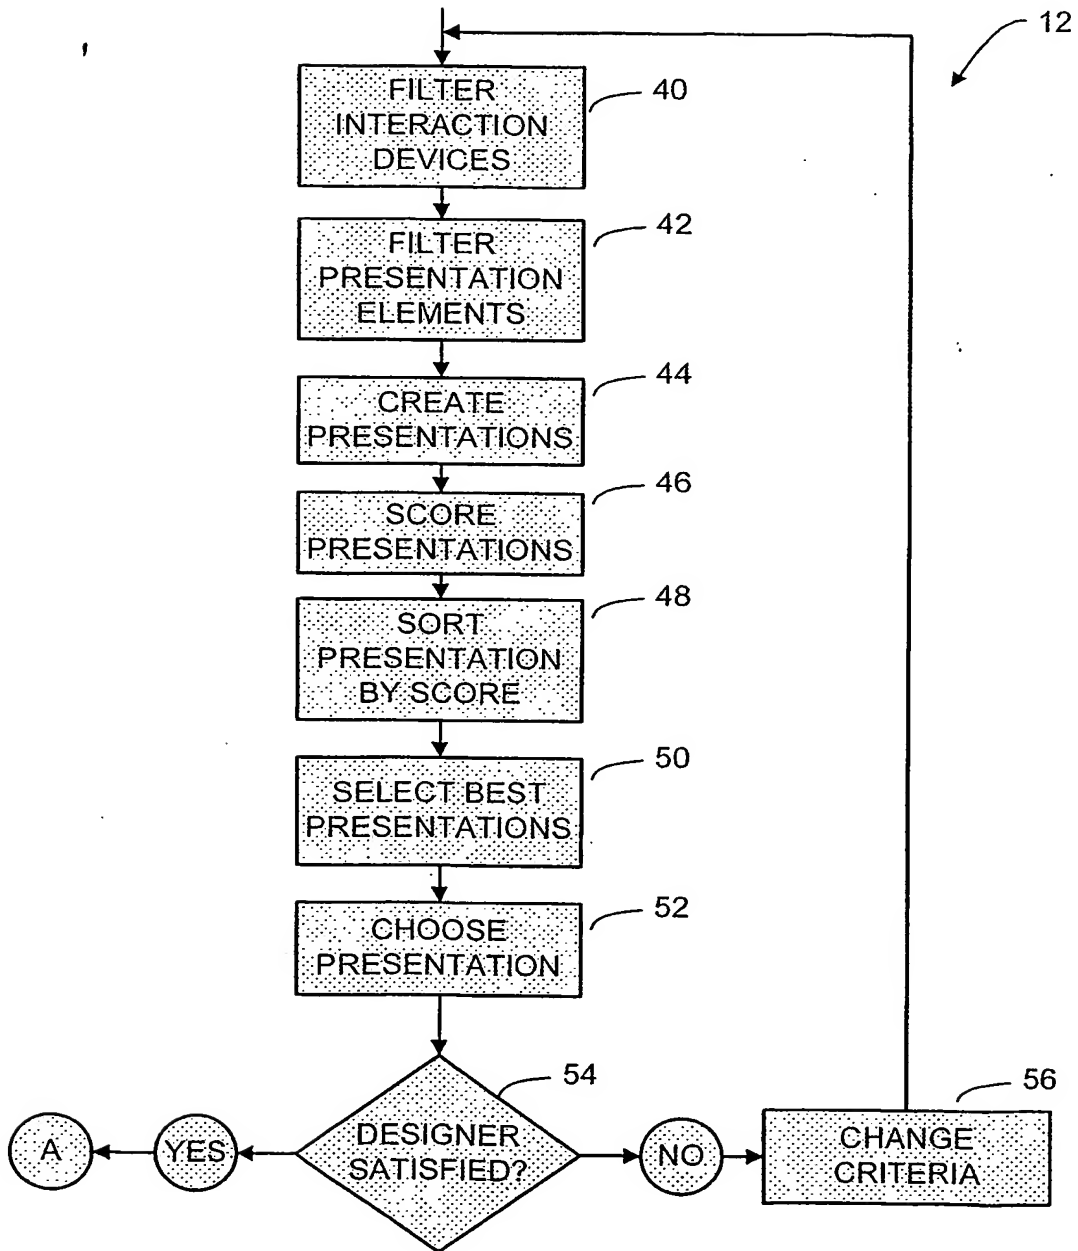 12
FILTER
INTERACTION
DEVICES
40
FILTER
PRESENTATION
ELEMENTS
42
CREATE
PRESENTATIONS
44
SCORE
PRESENTATIONS
46
SORT
PRESENTATION
BY SCORE
48
SELECT BEST
PRESENTATIONS
50
CHOOSE
PRESENTATION
52
DESIGNER
SATISFIED?
54
A
YES
NO
CHANGE
CRITERIA
56